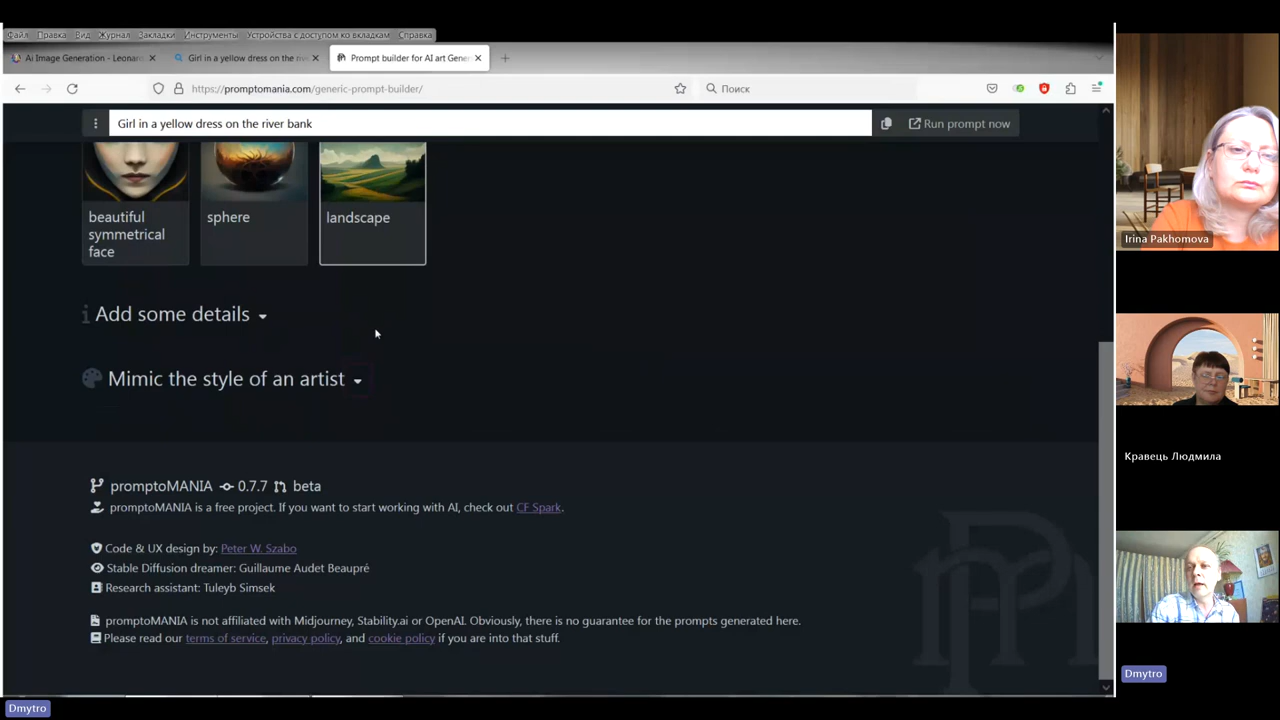 Файл Правка Вид Журнал Закладки Инструменты Устройства с доступом ко вкладкам Справка
Ai Image Generation - Leonar
Girl in a yellow dress on the rive
Prompt builder for AI art Gener
https://promptomania.com/generic-prompt-builder/
Поиск
Girl in a yellow dress on the river bank
Run prompt now
beautiful
symmetrical
face
sphere
landscape
Add some details
Mimic the style of an artist
promptoMANIA 0.7.7 beta
promptoMANIA is a free project. If you want to start working with AI, check out CF Spark.
Code & UX design by: Peter W. Szabo
Stable Diffusion dreamer: Guillaume Audet Beaupré
Research assistant: Tuleyb Simsek
promptoMANIA is not affiliated with Midjourney, Stability.ai or OpenAI. Obviously, there is no guarantee for the prompts generated here.
Please read our terms of service, privacy policy, and cookie policy if you are into that stuff.
Irina Pakhomova
Кравець Людмила
Dmytro
Dmytro